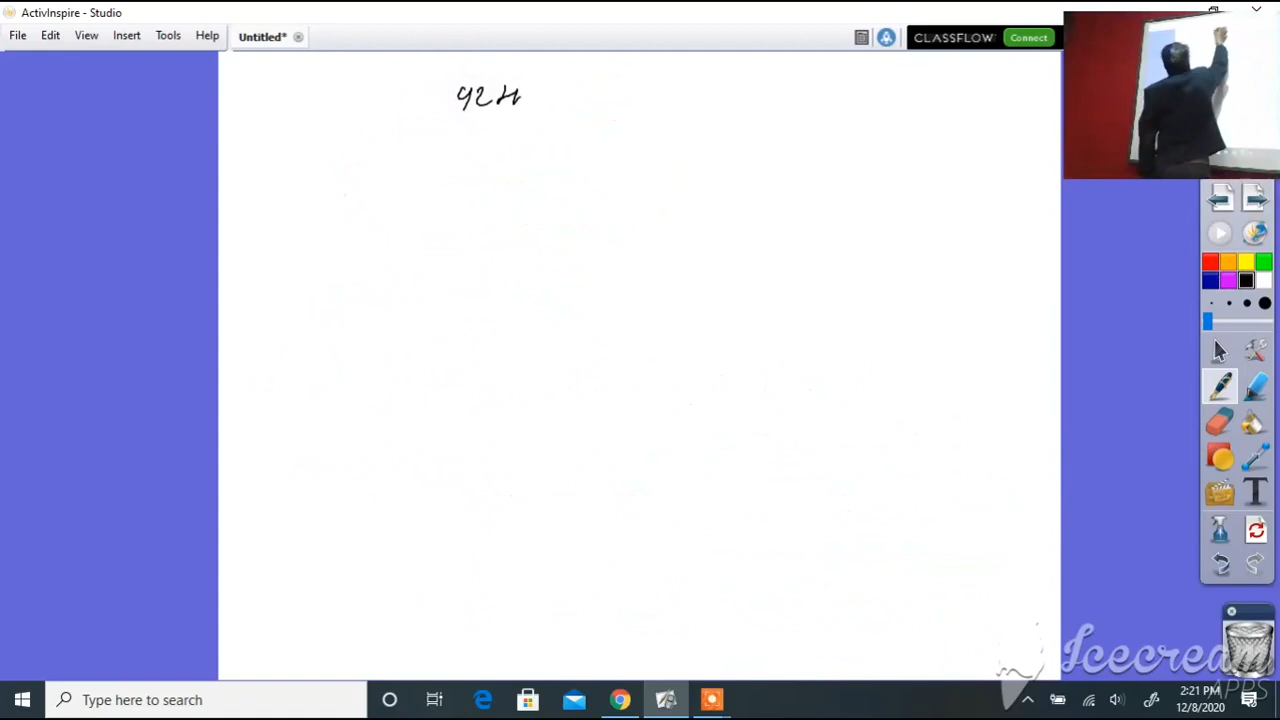 ActivInspire - Studio
File Edit View Insert Tools Help Untitled* CLASSFLOW Connect
Icecream
APPS
Type here to search
2:21 PM
12/8/2020